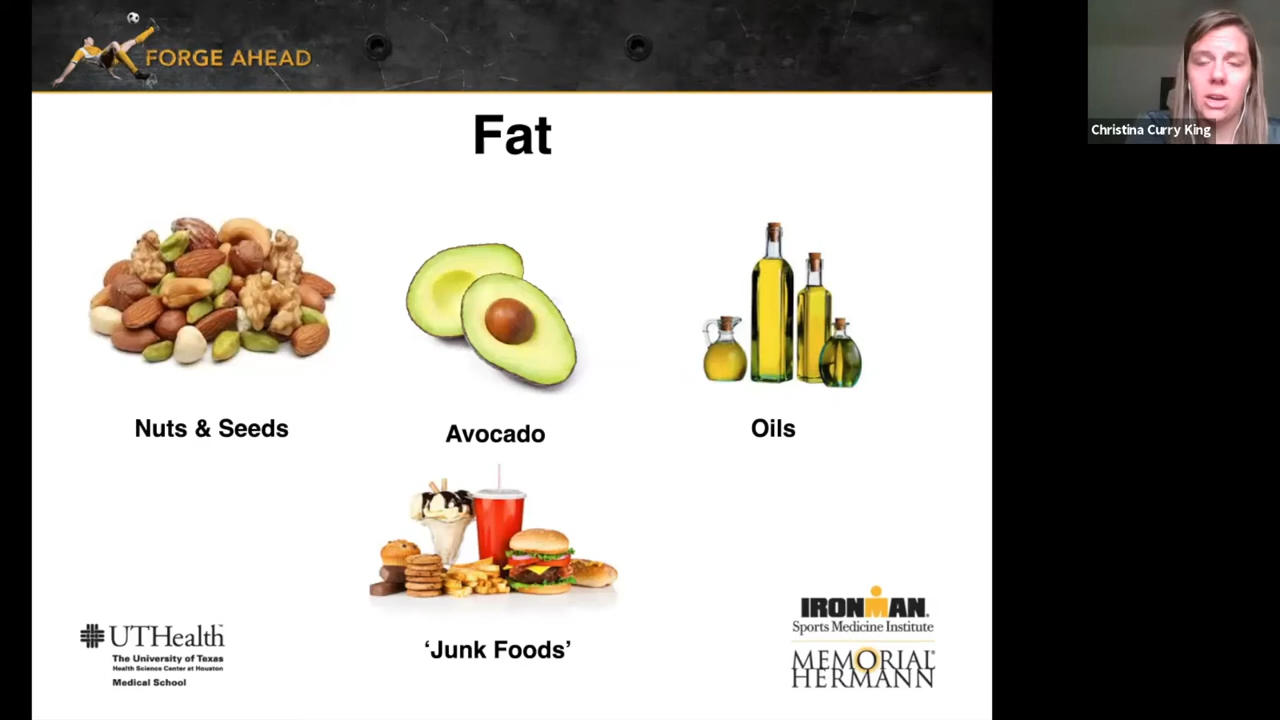 FORGE AHEAD
Christina Curry King
Fat
Nuts & Seeds
Avocado
Oils
‘Junk Foods’
UTHealth™
The University of Texas
Health Science Center at Houston
Medical School
IRONMAN®
Sports Medicine Institute
MEMORIAL®
HERMANN